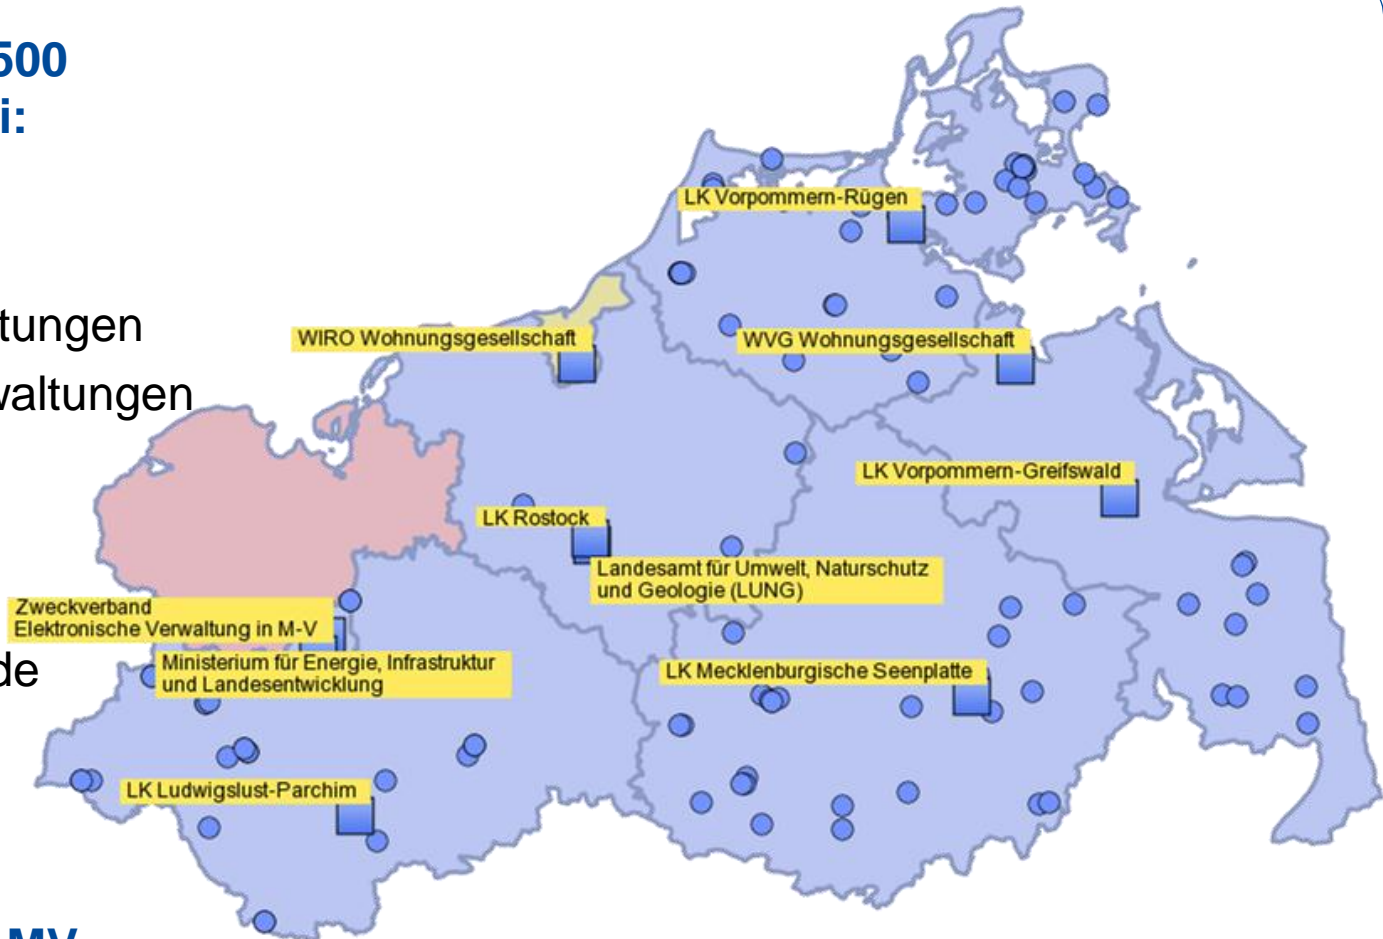 500
i:
tungen
waltungen
de
MV
LK Vorpommern-Rügen
WIRO Wohnungsgesellschaft
WVG Wohnungsgesellschaft
LK Vorpommern-Greifswald
LK Rostock
Landesamt für Umwelt, Naturschutz
und Geologie (LUNG)
Zweckverband
Elektronische Verwaltung in M-V
Ministerium für Energie, Infrastruktur
und Landesentwicklung
LK Mecklenburgische Seenplatte
LK Ludwigslust-Parchim